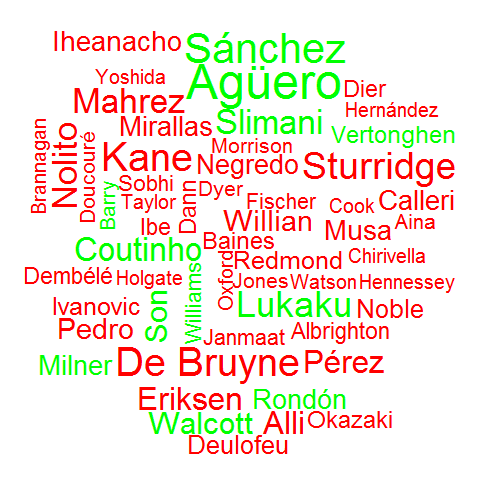 Iheanacho
Sánchez
Yoshida
Agüero
Dier
Mahrez
Hernández
Mirallas
Slimani
Vertonghen
Brannagan
Nolito
Doucouré
Kane
Morrison
Negredo
Sturridge
Barry
Sobhi
Dann
Dyer
Taylor
Fischer
Cook
Calleri
Ibe
Willian
Musa
Aina
Coutinho
Baines
Redmond
Chirivella
Dembélé
Holgate
Williams
Oxford
Jones
Watson
Hennessey
Ivanovic
Son
Lukaku
Noble
Pedro
Janmaat
Albrighton
Milner
De Bruyne
Pérez
Eriksen
Rondón
Walcott
Alli
Okazaki
Deulofeu